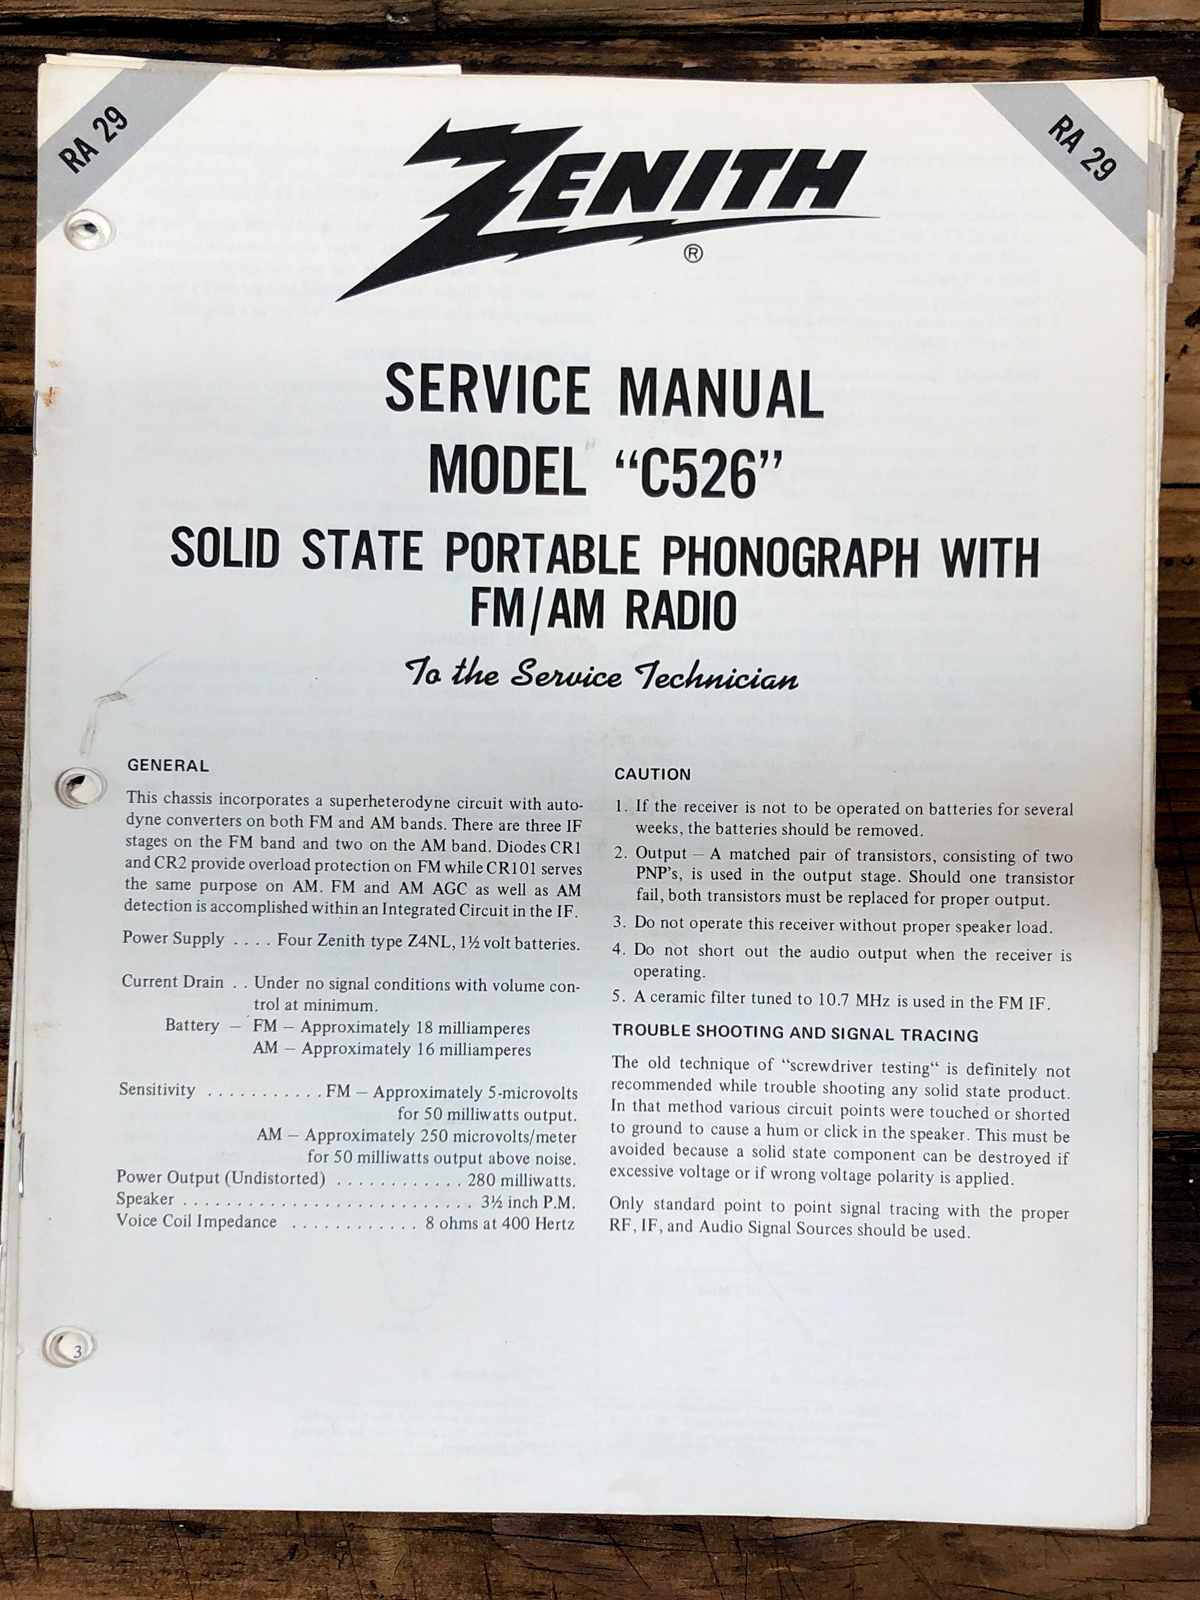 RA 29
RA 29
ZENITH
®
SERVICE MANUAL
MODEL “C526”
SOLID STATE PORTABLE PHONOGRAPH WITH
FM/AM RADIO
To the Service Technician
GENERAL
This chassis incorporates a superheterodyne circuit with auto-
dyne converters on both FM and AM bands. There are three IF
stages on the FM band and two on the AM band. Diodes CR1
and CR2 provide overload protection on FM while CR101 serves
the same purpose on AM. FM and AM AGC as well as AM
detection is accomplished within an Integrated Circuit in the IF.
Power Supply . . . . Four Zenith type Z4NL, 1½ volt batteries.
Current Drain . . Under no signal conditions with volume con-
trol at minimum.
Battery — FM — Approximately 18 milliamperes
AM — Approximately 16 milliamperes
Sensitivity . . . . . . . . . . . FM — Approximately 5-microvolts
for 50 milliwatts output.
AM — Approximately 250 microvolts/meter
for 50 milliwatts output above noise.
Power Output (Undistorted) . . . . . . . . . . . . 280 milliwatts.
Speaker . . . . . . . . . . . . . . . . . . . . . . . . . . . 3½ inch P.M.
Voice Coil Impedance . . . . . . . . . . . . 8 ohms at 400 Hertz
CAUTION
1. If the receiver is not to be operated on batteries for several
weeks, the batteries should be removed.
2. Output — A matched pair of transistors, consisting of two
PNP's, is used in the output stage. Should one transistor
fail, both transistors must be replaced for proper output.
3. Do not operate this receiver without proper speaker load.
4. Do not short out the audio output when the receiver is
operating.
5. A ceramic filter tuned to 10.7 MHz is used in the FM IF.
TROUBLE SHOOTING AND SIGNAL TRACING
The old technique of “screwdriver testing“ is definitely not
recommended while trouble shooting any solid state product.
In that method various circuit points were touched or shorted
to ground to cause a hum or click in the speaker. This must be
avoided because a solid state component can be destroyed if
excessive voltage or if wrong voltage polarity is applied.
Only standard point to point signal tracing with the proper
RF, IF, and Audio Signal Sources should be used.
3